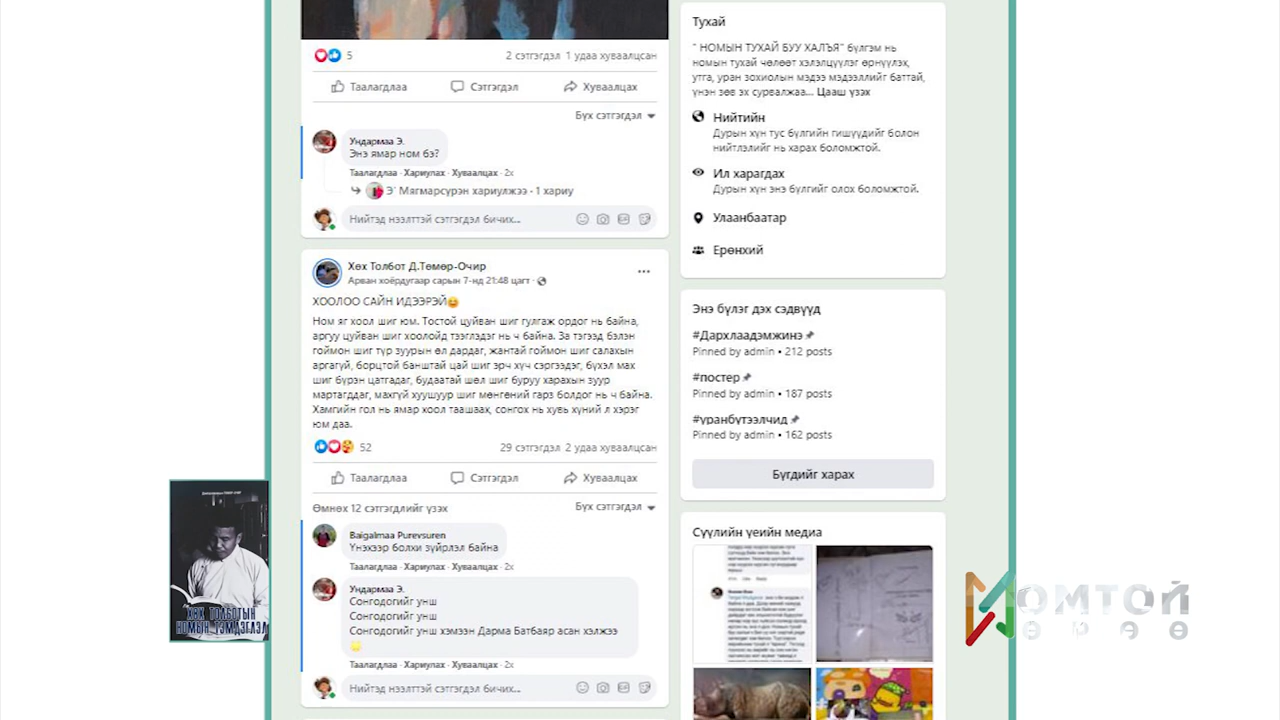 5
2 сэтгэгдэл 1 удаа хуваалцсан
Таалагдлаа
Сэтгэгдэл
Хуваалцах
Бүх сэтгэгдэл
Ундармаа Э.
Энэ ямар ном бэ?
Таалагдлаа · Хариулах · Хуваалцах · 2х
Э' Мягмарсүрэн хариулжээ - 1 хариу
Нийтэд нээлттэй сэтгэгдэл бичих...
Хөх Толбот Д.Төмөр-Очир
Арван хоёрдугаар сарын 7-нд 21:48 цагт ·
ХООЛОО САЙН ИДЭЭРЭЙ😄
Ном яг хоол шиг юм. Тостой цуйван шиг гулгаж ордог нь байна,
аргуу цуйван шиг хоолойд тээглэдэг нь ч байна. За тэгээд бэлэн
гоймон шиг түр зуурын өл дардаг, жантай гоймон шиг салахын
аргагүй, борцтой банштай цай шиг эрч хүч сэргээдэг, бүхэл мах
шиг бүрэн цатгадаг, будаатай шөл шиг буруу харахын зуур
мартагддаг, махгүй хуушуур шиг мөнгөний гарз болдог нь ч байна.
Хамгийн гол нь ямар хоол таашаах, сонгох нь хувь хүний л хэрэг
юм даа.
52
29 сэтгэгдэл 2 удаа хуваалцсан
Таалагдлаа
Сэтгэгдэл
Хуваалцах
Өмнөх 12 сэтгэгдлийг үзэх
Бүх сэтгэгдэл
Baigalmaa Purevsuren
Үнэхээр болхи зүйрлэл байна
Таалагдлаа · Хариулах · Хуваалцах · 2х
Ундармаа Э.
Сонгодогийг унш
Сонгодогийг унш
Сонгодогийг унш хэмээн Дарма Батбаяр асан хэлжээ
Таалагдлаа · Хариулах · Хуваалцах · 2х
Нийтэд нээлттэй сэтгэгдэл бичих...
Тухай
" НОМЫН ТУХАЙ БУУ ХАЛЪЯ" бүлгэм нь
номын тухай чөлөөт хэлэлцүүлэг өрнүүлэх,
утга, уран зохиолын мэдээ мэдээллийг баттай,
үнэн зөв эх сурвалжаа... Цааш үзэх
Нийтийн
Дурын хүн тус бүлгийн гишүүдийг болон
нийтлэлийг нь харах боломжтой.
Ил харагдах
Дурын хүн энэ бүлгийг олох боломжтой.
Улаанбаатар
Ерөнхий
Энэ бүлэг дэх сэдвүүд
#Дархлаадэмжинэ
Pinned by admin • 212 posts
#постер
Pinned by admin • 187 posts
#уранбүтээлчид
Pinned by admin • 162 posts
Бүгдийг харах
Сүүлийн үеийн медиа
ХӨХ ТОЛБОТЫН
НОМЫН ТЭМДЭГЛЭЛ
НОМТОЙ
ӨРӨӨ